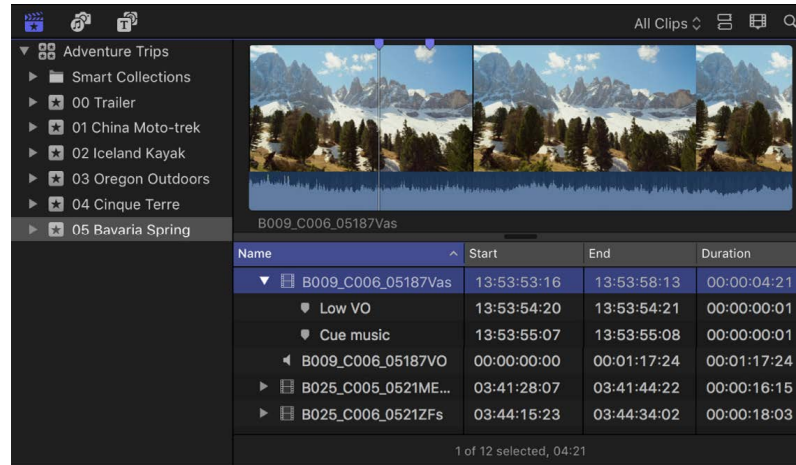 All Clips
Adventure Trips
Smart Collections
00 Trailer
01 China Moto-trek
02 Iceland Kayak
03 Oregon Outdoors
04 Cinque Terre
05 Bavaria Spring
B009_C006_05187Vas
Name Start End Duration
B009_C006_05187Vas 13:53:53:16 13:53:58:13 00:00:04:21
Low VO 13:53:54:20 13:53:54:21 00:00:00:01
Cue music 13:53:55:07 13:53:55:08 00:00:00:01
B009_C006_05187VO 00:00:00:00 00:01:17:24 00:01:17:24
B025_C005_0521ME... 03:41:28:07 03:41:44:22 00:00:16:15
B025_C006_0521ZFs 03:44:15:23 03:44:34:02 00:00:18:03
1 of 12 selected, 04:21